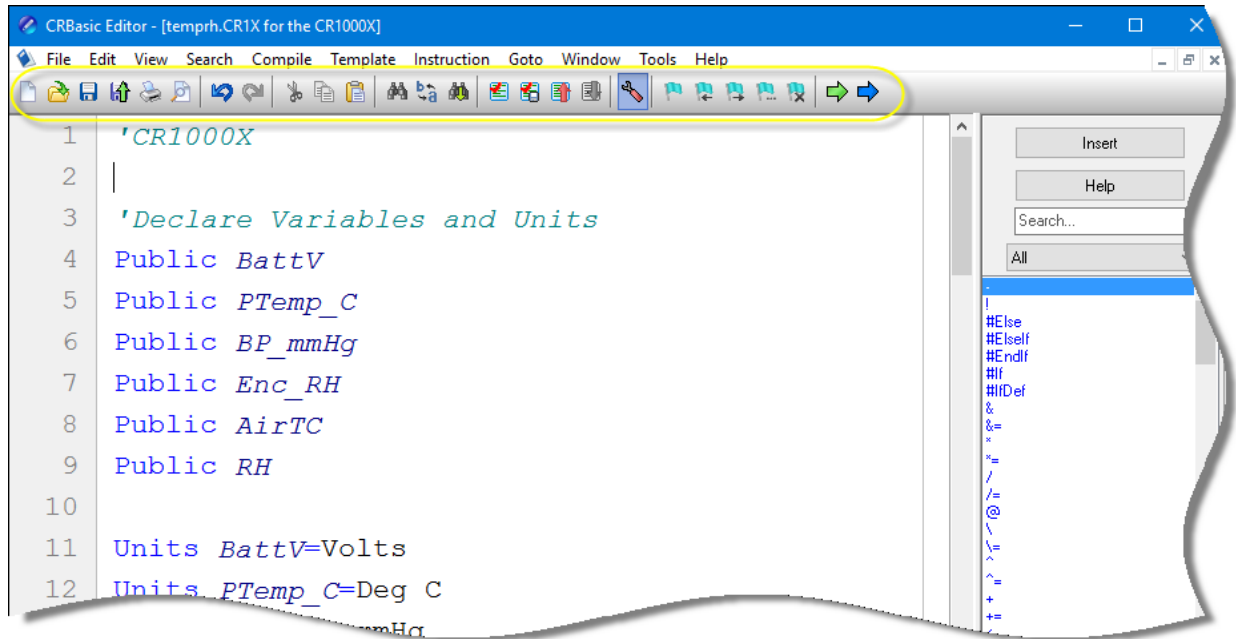 CRBasic Editor - [temprh.CR1X for the CR1000X]
File Edit View Search Compile Template Instruction Goto Window Tools Help
1 'CR1000X
2
3 'Declare Variables and Units
4 Public BattV
5 Public PTemp_C
6 Public BP_mmHg
7 Public Enc_RH
8 Public AirTC
9 Public RH
10
11 Units BattV=Volts
12 Units PTemp_C=Deg C
mmHg
Insert
Help
Search...
All
-
!
#Else
#ElseIf
#EndIf
#If
#IfDef
&
&=
*
*=
/
/=
@
\
\=
^
^=
+
+=